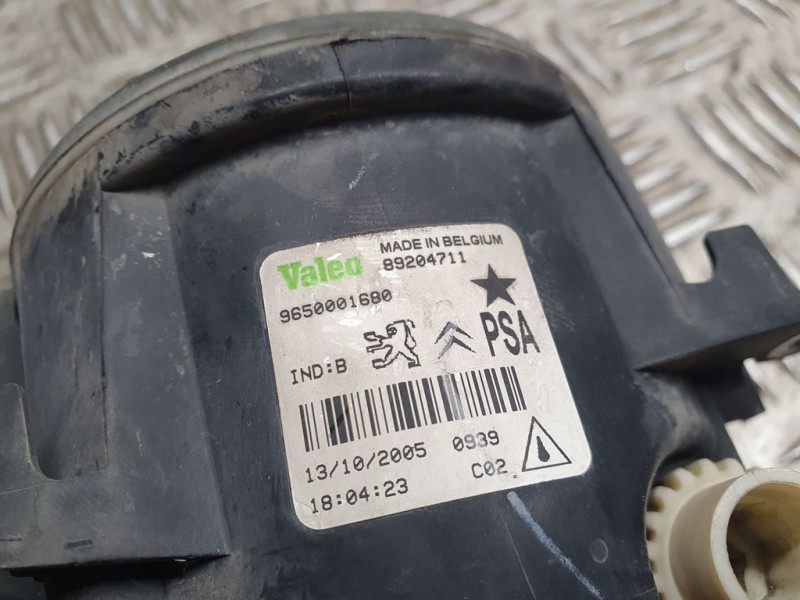 Valeo
MADE IN BELGIUM
89204711
9650001680
IND:B
PSA
13/10/2005 0939
18:04:23 C02